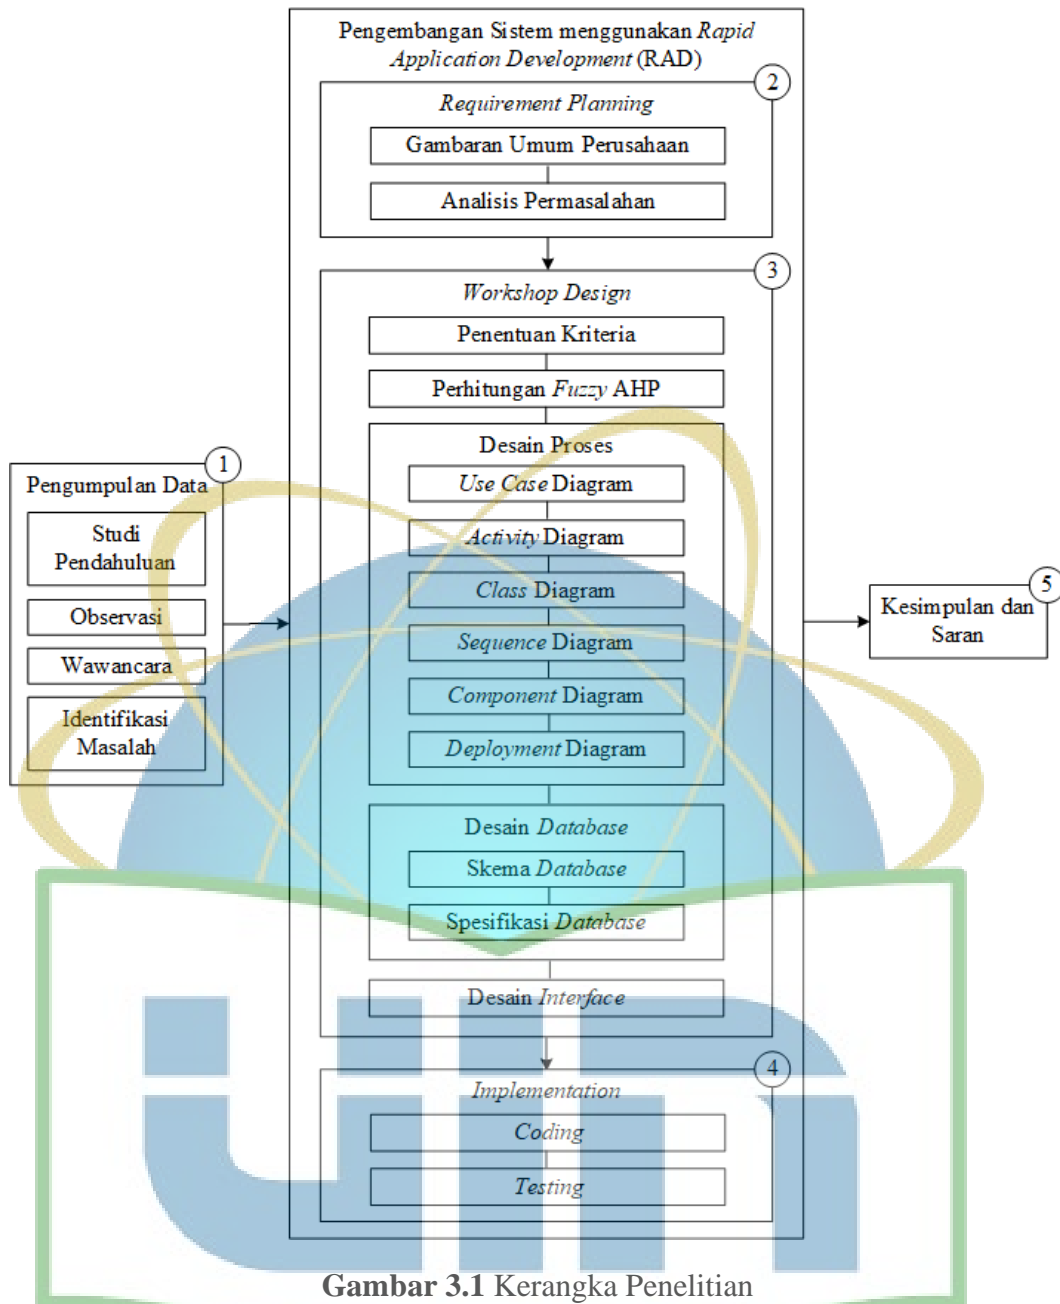 Pengumpulan Data
1
Studi
Pendahuluan
Observasi
Wawancara
Identifikasi
Masalah
Pengembangan Sistem menggunakan Rapid
Application Development (RAD)
2
Requirement Planning
Gambaran Umum Perusahaan
Analisis Permasalahan
3
Workshop Design
Penentuan Kriteria
Perhitungan Fuzzy AHP
Desain Proses
Use Case Diagram
Activity Diagram
Class Diagram
Sequence Diagram
Component Diagram
Deployment Diagram
Desain Database
Skema Database
Spesifikasi Database
Desain Interface
4
Implementation
Coding
Testing
5
Kesimpulan dan
Saran
uin
Gambar 3.1 Kerangka Penelitian